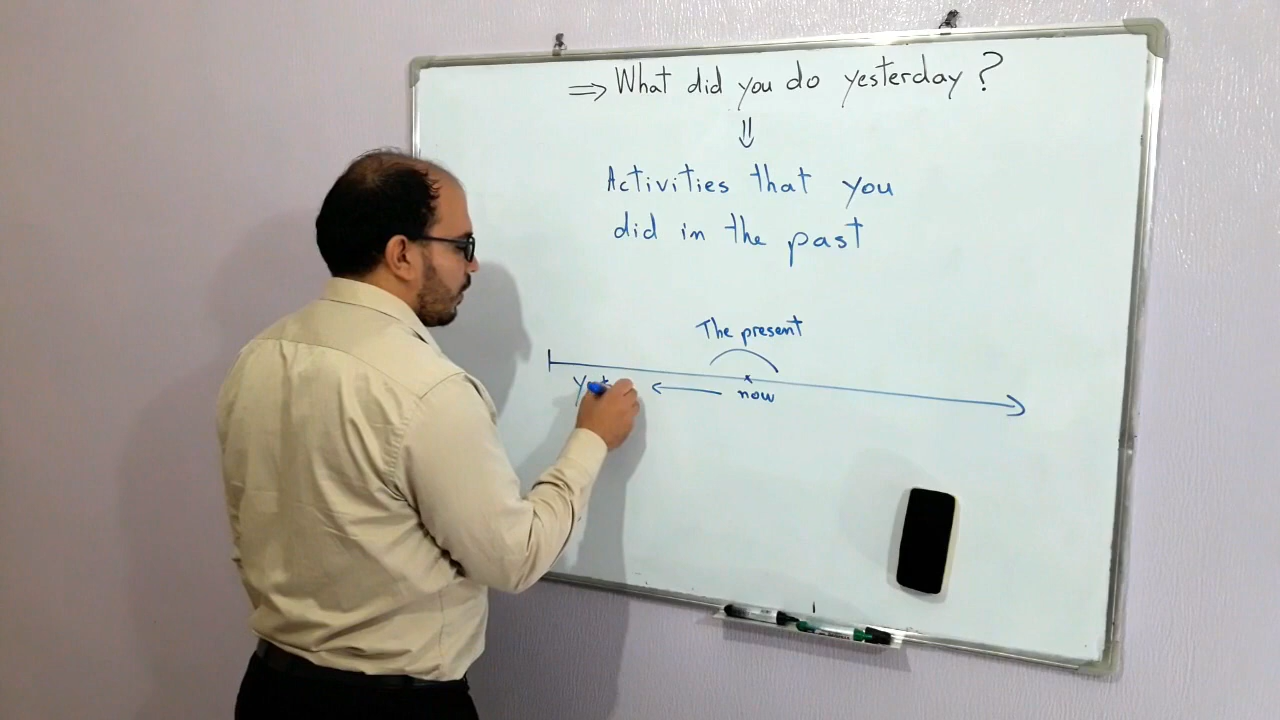 ⇒ What did you do yesterday ?
⇓
Activities that you
did in the past
The present
now